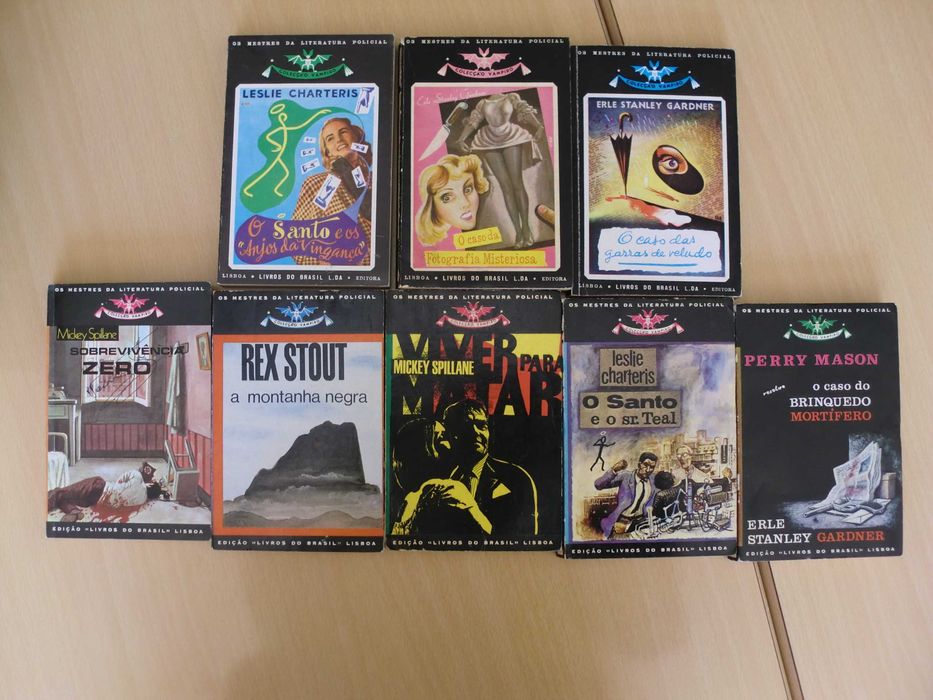 OS MESTRES DA LITERATURA POLICIAL
COLECÇÃO VAMPIRO
LESLIE CHARTERIS
O Santo e os
"Anjos da Vingança"
LISBOA • LIVROS DO BRASIL L.DA • EDITORA
OS MESTRES DA LITERATURA POLICIAL
COLECÇÃO VAMPIRO
Erle Stanley Gardner
O caso da
Fotografia Misteriosa
LISBOA • LIVROS DO BRASIL L.DA • EDITORA
OS MESTRES DA LITERATURA POLICIAL
COLECÇÃO VAMPIRO
ERLE STANLEY GARDNER
O caso das
garras de veludo
LISBOA • LIVROS DO BRASIL L.DA • EDITORA
OS MESTRES DA LITERATURA POLICIAL
COLECÇÃO VAMPIRO
Mickey Spillane
SOBREVIVÊNCIA
ZERO
EDIÇÃO "LIVROS DO BRASIL" LISBOA
OS MESTRES DA LITERATURA POLICIAL
COLECÇÃO VAMPIRO
REX STOUT
a montanha negra
EDIÇÃO "LIVROS DO BRASIL" LISBOA
OS MESTRES DA LITERATURA POLICIAL
COLECÇÃO VAMPIRO
VIVER PARA
MICKEY SPILLANE
MATAR
EDIÇÃO "LIVROS DO BRASIL" LISBOA
OS MESTRES DA LITERATURA POLICIAL
COLECÇÃO VAMPIRO
leslie
charteris
O Santo
e o sr. Teal
EDIÇÃO "LIVROS DO BRASIL" LISBOA
OS MESTRES DA LITERATURA POLICIAL
COLECÇÃO VAMPIRO
PERRY MASON
resolve
o caso do
BRINQUEDO
MORTÍFERO
ERLE
STANLEY GARDNER
EDIÇÃO "LIVROS DO BRASIL" LISBOA